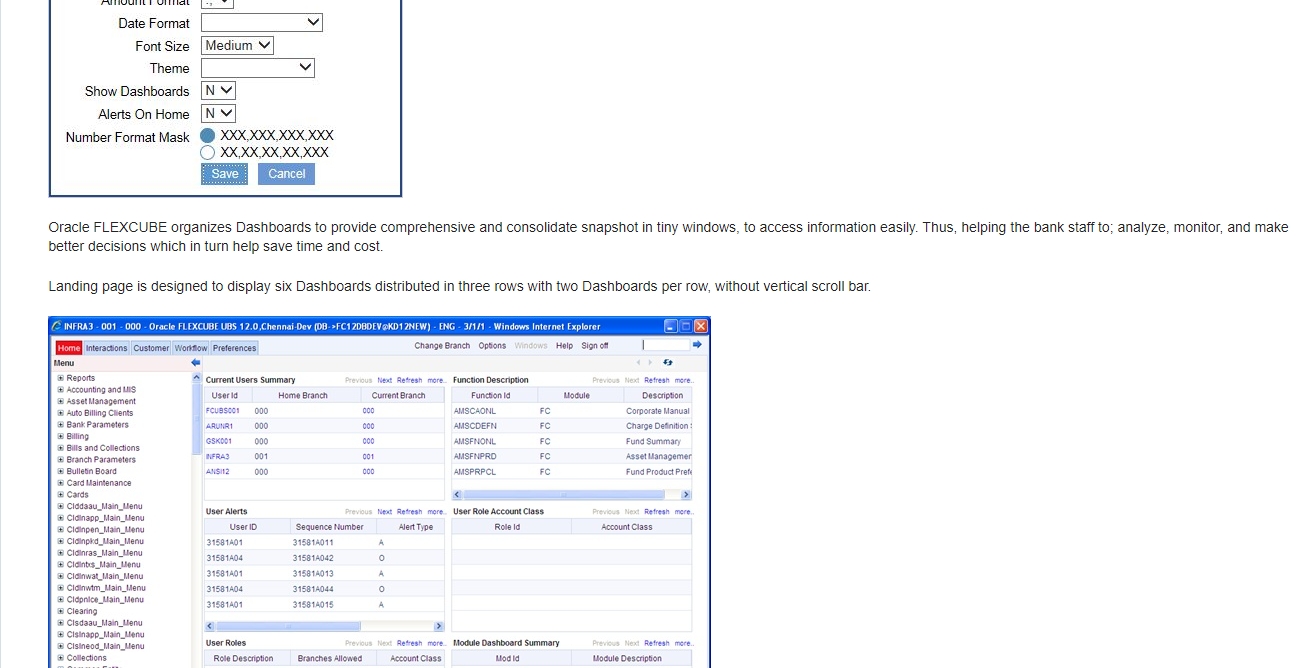 Amount Format ., 
Date Format
Font Size Medium
Theme
Show Dashboards N
Alerts On Home N
Number Format Mask XXX,XXX,XXX,XXX
XX,XX,XX,XX,XXX
Save Cancel
Oracle FLEXCUBE organizes Dashboards to provide comprehensive and consolidate snapshot in tiny windows, to access information easily. Thus, helping the bank staff to; analyze, monitor, and make
better decisions which in turn help save time and cost.
Landing page is designed to display six Dashboards distributed in three rows with two Dashboards per row, without vertical scroll bar.
INFRA3 - 001 - 000 - Oracle FLEXCUBE UBS 12.0,Chennai-Dev (DB->FC12DBDEV@KD12NEW) - ENG - 3/1/1 - Windows Internet Explorer
Home Interactions Customer Workflow Preferences Change Branch Options Windows Help Sign off
Menu
Reports
Accounting and MIS
Asset Management
Auto Billing Clients
Bank Parameters
Billing
Bills and Collections
Branch Parameters
Bulletin Board
Card Maintenance
Cards
Clddaau_Main_Menu
Cldinapp_Main_Menu
Cldinpen_Main_Menu
Cldinpkd_Main_Menu
Cldinras_Main_Menu
Cldintxs_Main_Menu
Cldinwat_Main_Menu
Cldinwtm_Main_Menu
Cldpnlce_Main_Menu
Clearing
Clsdaau_Main_Menu
Clsinapp_Main_Menu
Clsineod_Main_Menu
Collections
Current Users Summary Previous Next Refresh more..
User Id Home Branch Current Branch
FCUBS001 000 000
ARUNR1 000 000
GSK001 000 000
INFRA3 001 001
ANSI12 000 000
Function Description Previous Next Refresh more..
Function Id Module Description
AMSCAONL FC Corporate Manual
AMSCDEFN FC Charge Definition
AMSFNONL FC Fund Summary
AMSFNPRD FC Asset Managemen
AMSPRPCL FC Fund Product Prefe
User Alerts Previous Next Refresh more..
User ID Sequence Number Alert Type
31581A01 31581A011 A
31581A04 31581A042 O
31581A01 31581A013 A
31581A04 31581A044 O
31581A01 31581A015 A
User Role Account Class Previous Next Refresh more..
Role Id Account Class
User Roles Previous Next Refresh more..
Role Description Branches Allowed Account Class
Module Dashboard Summary Previous Next Refresh more..
Mod Id Module Description